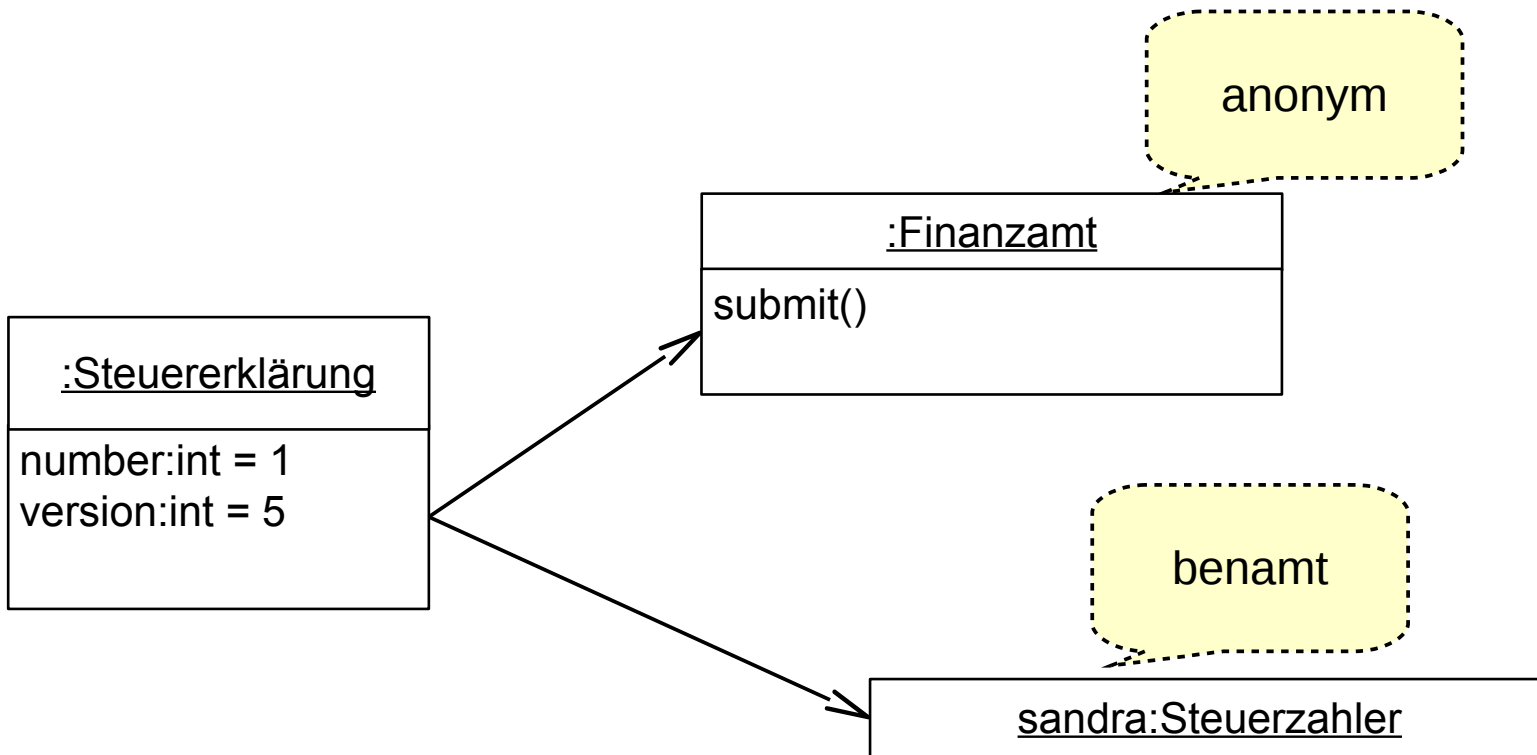 anonym
:Finanzamt
submit()
:Steuererklärung
number:int = 1
version:int = 5
benamt
sandra:Steuerzahler